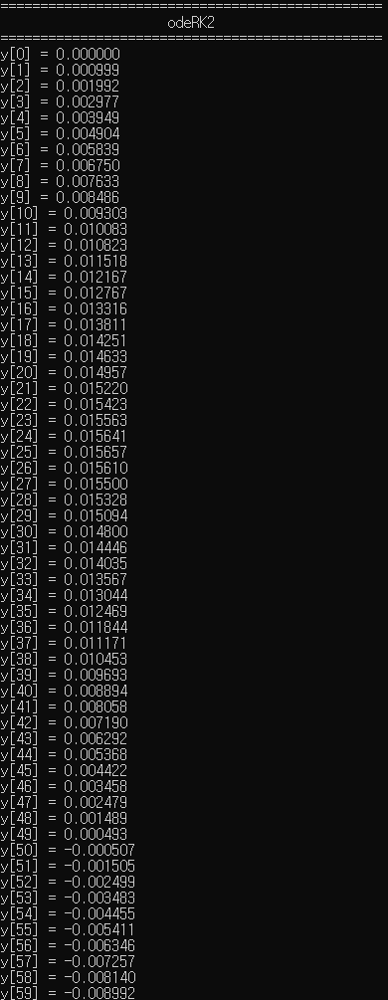 ================================================
odeRK2
================================================
y[0] = 0.000000
y[1] = 0.000999
y[2] = 0.001992
y[3] = 0.002977
y[4] = 0.003949
y[5] = 0.004904
y[6] = 0.005839
y[7] = 0.006750
y[8] = 0.007633
y[9] = 0.008486
y[10] = 0.009303
y[11] = 0.010083
y[12] = 0.010823
y[13] = 0.011518
y[14] = 0.012167
y[15] = 0.012767
y[16] = 0.013316
y[17] = 0.013811
y[18] = 0.014251
y[19] = 0.014633
y[20] = 0.014957
y[21] = 0.015220
y[22] = 0.015423
y[23] = 0.015563
y[24] = 0.015641
y[25] = 0.015657
y[26] = 0.015610
y[27] = 0.015500
y[28] = 0.015328
y[29] = 0.015094
y[30] = 0.014800
y[31] = 0.014446
y[32] = 0.014035
y[33] = 0.013567
y[34] = 0.013044
y[35] = 0.012469
y[36] = 0.011844
y[37] = 0.011171
y[38] = 0.010453
y[39] = 0.009693
y[40] = 0.008894
y[41] = 0.008058
y[42] = 0.007190
y[43] = 0.006292
y[44] = 0.005368
y[45] = 0.004422
y[46] = 0.003458
y[47] = 0.002479
y[48] = 0.001489
y[49] = 0.000493
y[50] = -0.000507
y[51] = -0.001505
y[52] = -0.002499
y[53] = -0.003483
y[54] = -0.004455
y[55] = -0.005411
y[56] = -0.006346
y[57] = -0.007257
y[58] = -0.008140
y[59] = -0.008992